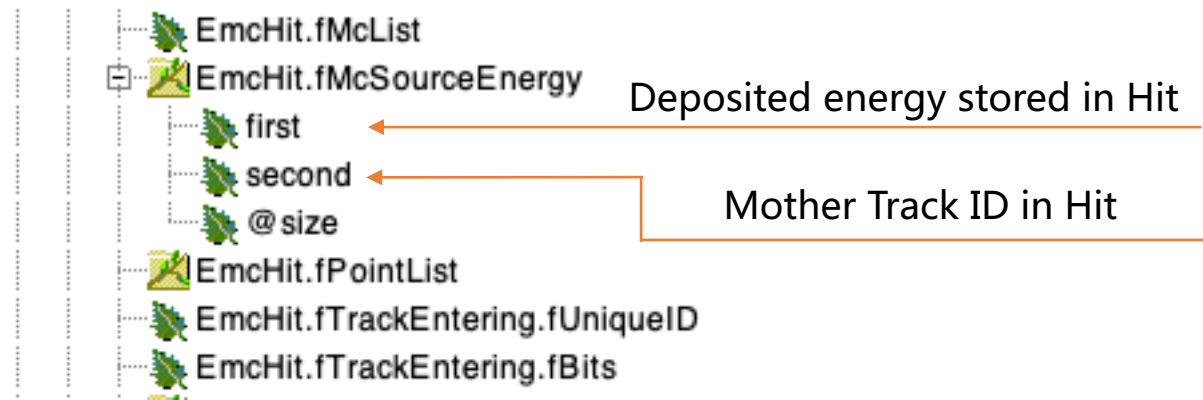 EmcHit.fMcList
EmcHit.fMcSourceEnergy
Deposited energy stored in Hit
first
second
Mother Track ID in Hit
@size
EmcHit.fPointList
EmcHit.fTrackEntering.fUniqueID
EmcHit.fTrackEntering.fBits